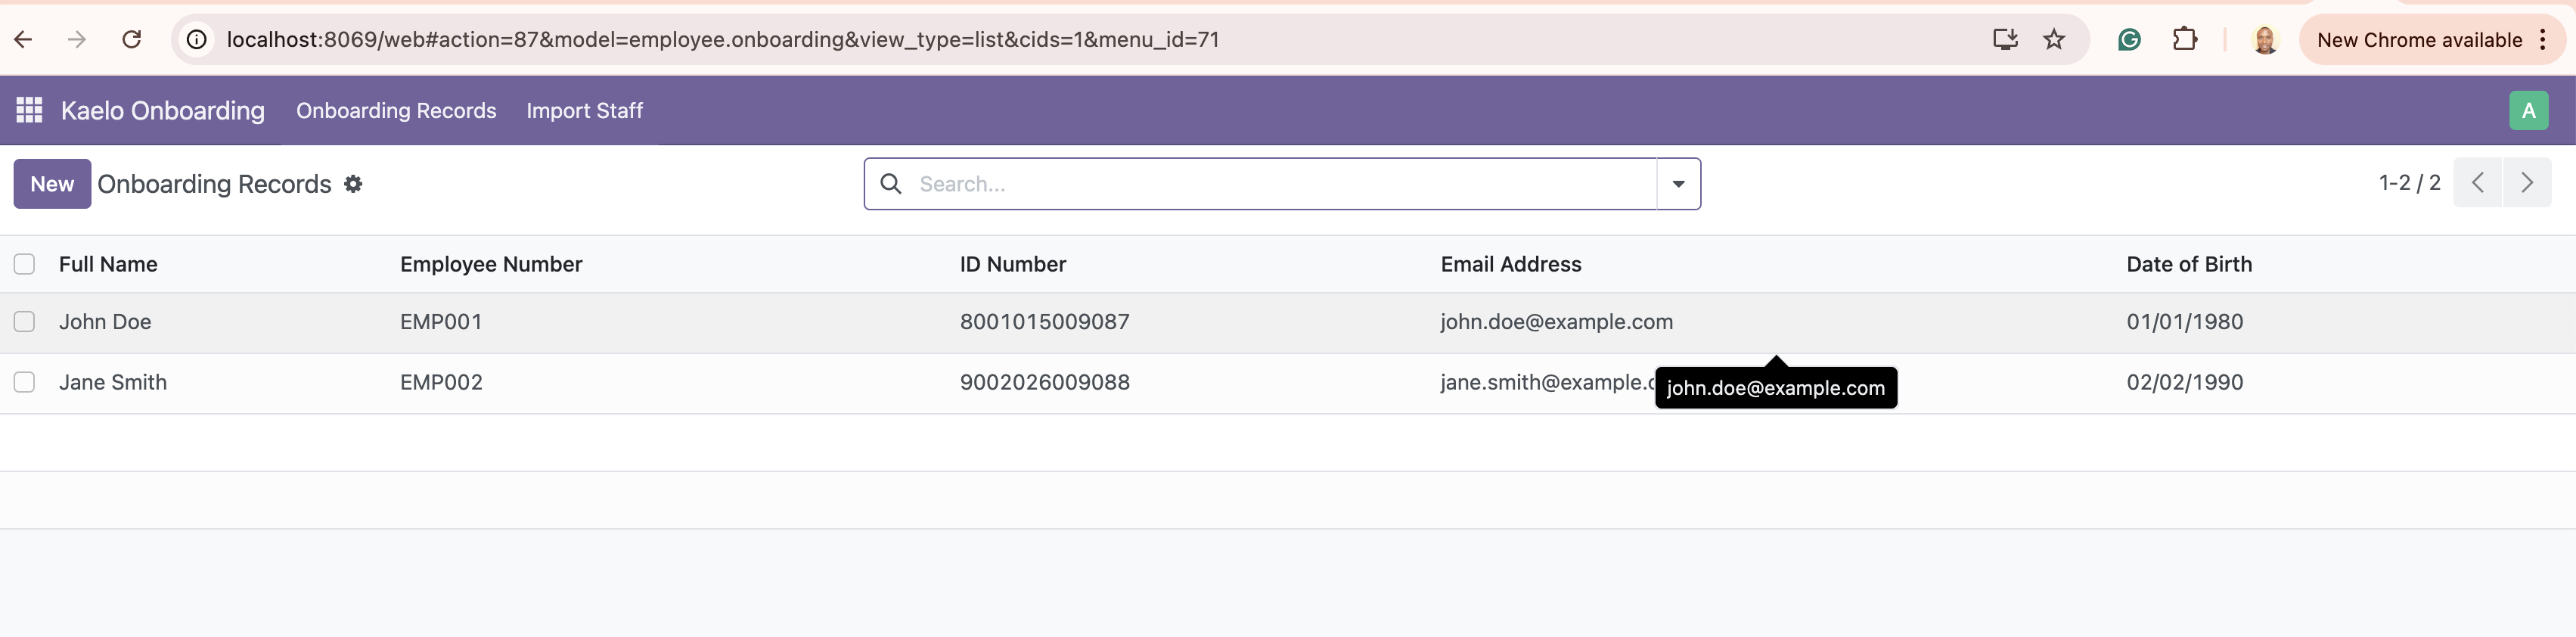 localhost:8069/web#action=87&model=employee.onboarding&view_type=list&cids=1&menu_id=71
New Chrome available
Kaelo Onboarding Onboarding Records Import Staff A
New Onboarding Records Search... 1-2 / 2
Full Name Employee Number ID Number Email Address Date of Birth
John Doe EMP001 8001015009087 john.doe@example.com 01/01/1980
Jane Smith EMP002 9002026009088 jane.smith@example.c 02/02/1990
john.doe@example.com